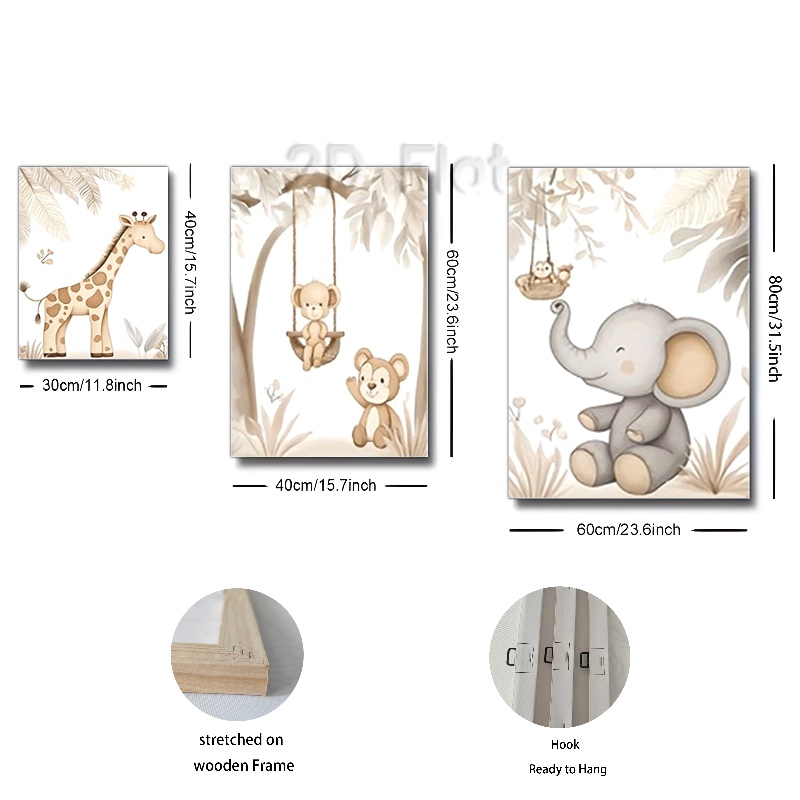 2D Flat
40cm/15.7inch
30cm/11.8inch
60cm/23.6inch
40cm/15.7inch
80cm/31.5inch
60cm/23.6inch
stretched on
wooden Frame
Hook
Ready to Hang